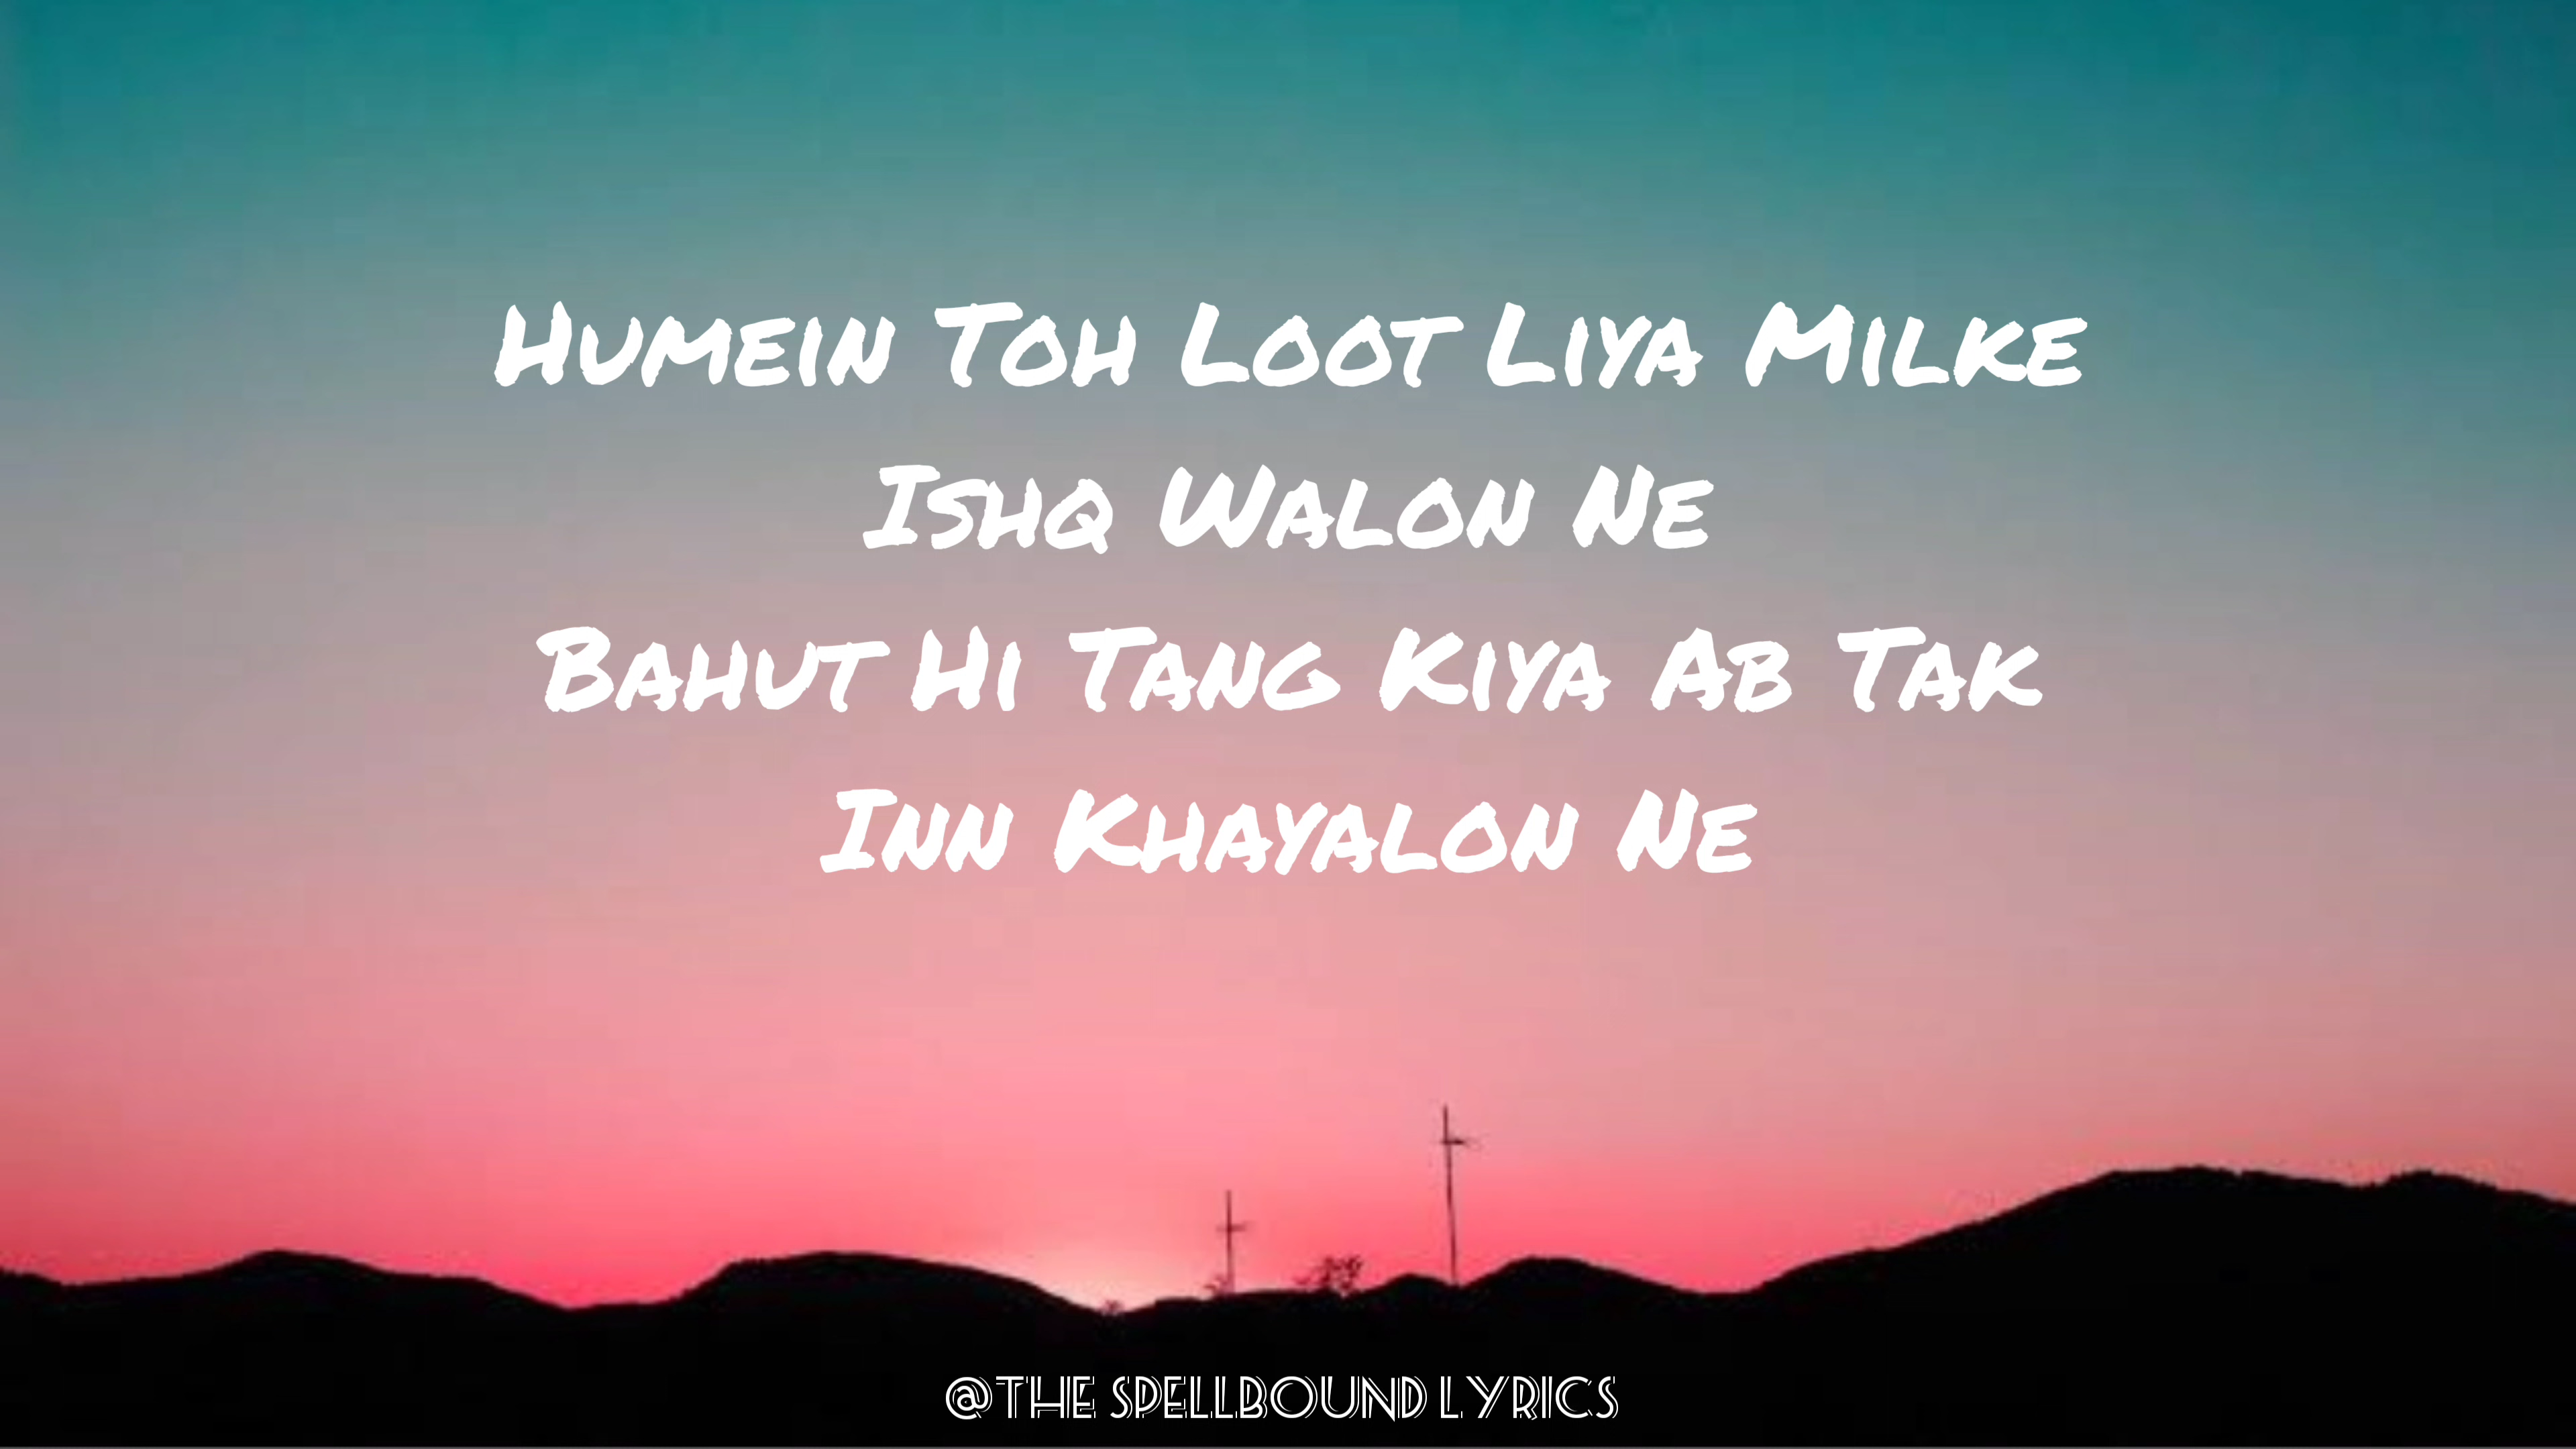 Humein Toh Loot Liya Milke
Ishq Walon Ne
Bahut Hi Tang Kiya Ab Tak
Inn Khayalon Ne
@THE SPELLBOUND LYRICS